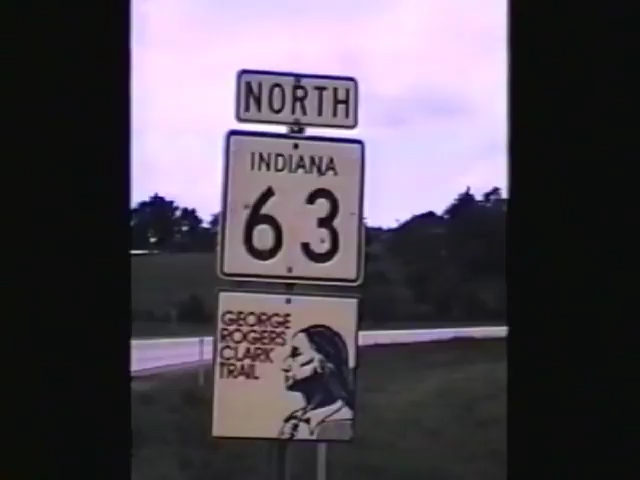 NORTH
INDIANA
63
GEORGE
ROGERS
CLARK
TRAIL